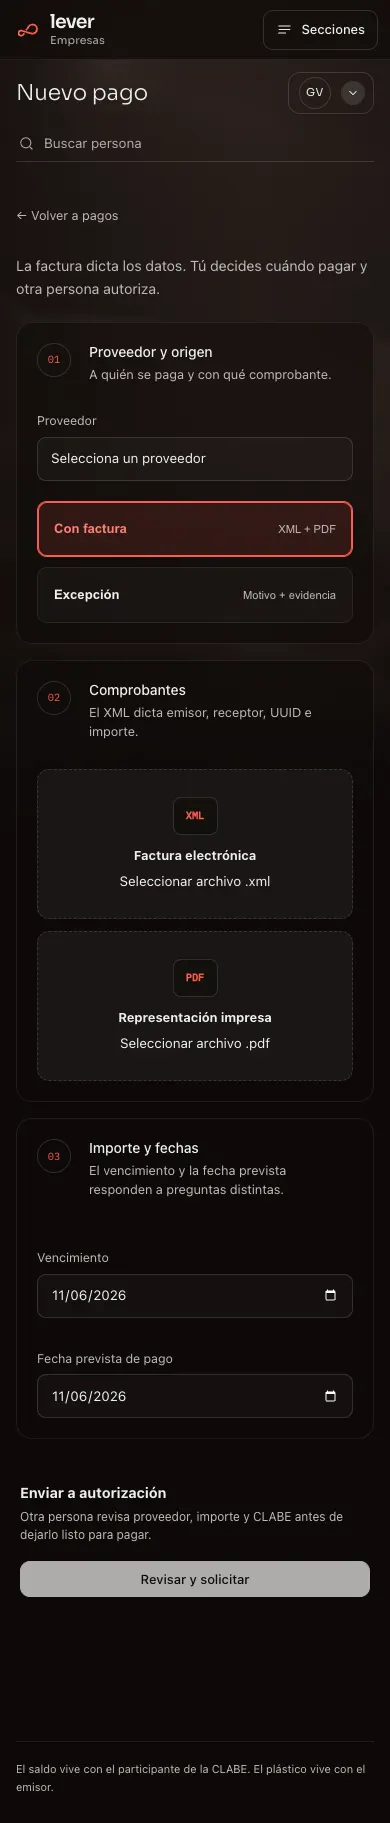 lever
Empresas
Secciones
Nuevo pago
GV
Buscar persona
← Volver a pagos
La factura dicta los datos. Tú decides cuándo pagar y
otra persona autoriza.
01
Proveedor y origen
A quién se paga y con qué comprobante.
Proveedor
Selecciona un proveedor
Con factura
XML + PDF
Excepción
Motivo + evidencia
02
Comprobantes
El XML dicta emisor, receptor, UUID e
importe.
XML
Factura electrónica
Seleccionar archivo .xml
PDF
Representación impresa
Seleccionar archivo .pdf
03
Importe y fechas
El vencimiento y la fecha prevista
responden a preguntas distintas.
Vencimiento
11/06/2026
Fecha prevista de pago
11/06/2026
Enviar a autorización
Otra persona revisa proveedor, importe y CLABE antes de
dejarlo listo para pagar.
Revisar y solicitar
El saldo vive con el participante de la CLABE. El plástico vive con el
emisor.